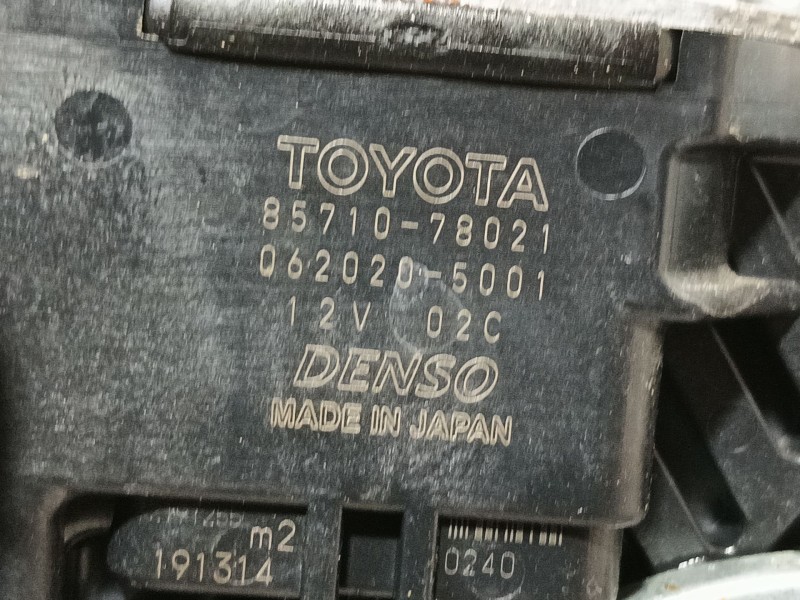 TOYOTA
85710-78021
062020-5001
12V 02C
DENSO
MADE IN JAPAN
m2
191314
0240